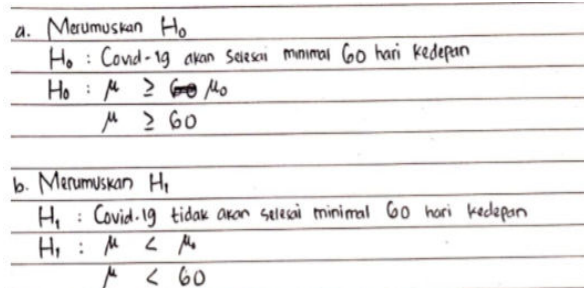 a. Merumuskan H₀
H₀ : Covid-19 akan selesai minimal 60 hari kedepan
H₀ : μ ≥ μ₀
μ ≥ 60
b. Merumuskan H₁
H₁ : Covid-19 tidak akan selesai minimal 60 hari kedepan
H₁ : μ < μ₀
μ < 60